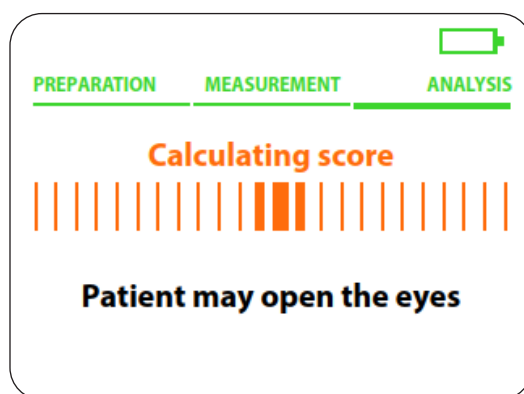 PREPARATION MEASUREMENT ANALYSIS
Calculating score
Patient may open the eyes